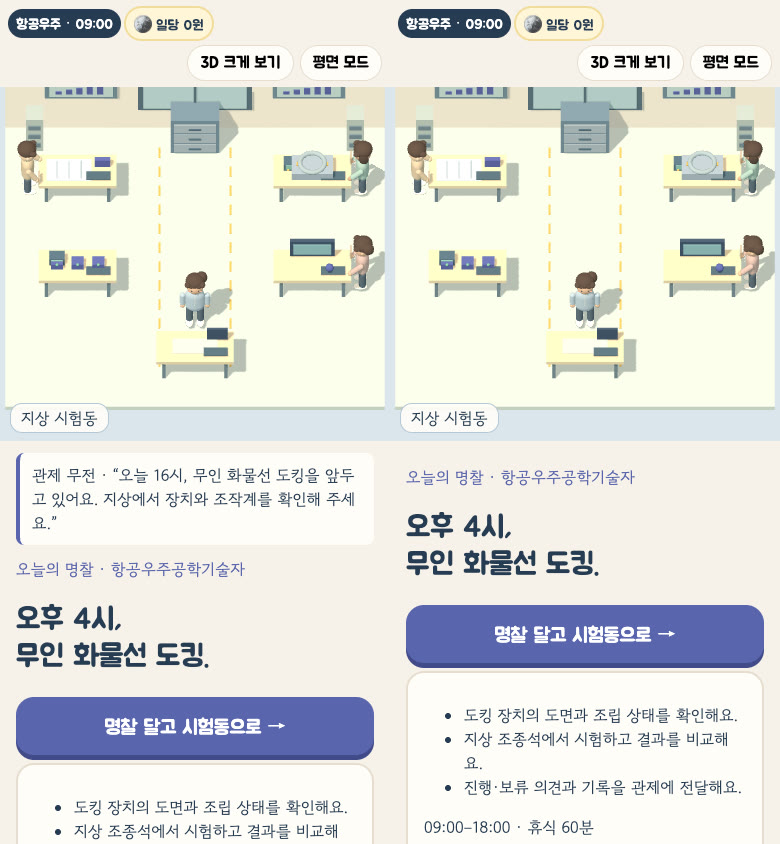 항공우주 · 09:00
일당 0원
3D 크게 보기
평면 모드
지상 시험동
관제 무전 · “오늘 16시, 무인 화물선 도킹을 앞두
고 있어요. 지상에서 장치와 조작계를 확인해 주세
요.”
오늘의 명찰 · 항공우주공학기술자
오후 4시,
무인 화물선 도킹.
명찰 달고 시험동으로 →
• 도킹 장치의 도면과 조립 상태를 확인해요.
• 지상 조종석에서 시험하고 결과를 비교해
항공우주 · 09:00
일당 0원
3D 크게 보기
평면 모드
지상 시험동
오늘의 명찰 · 항공우주공학기술자
오후 4시,
무인 화물선 도킹.
명찰 달고 시험동으로 →
• 도킹 장치의 도면과 조립 상태를 확인해요.
• 지상 조종석에서 시험하고 결과를 비교해
요.
• 진행·보류 의견과 기록을 관제에 전달해요.
09:00–18:00 · 휴식 60분